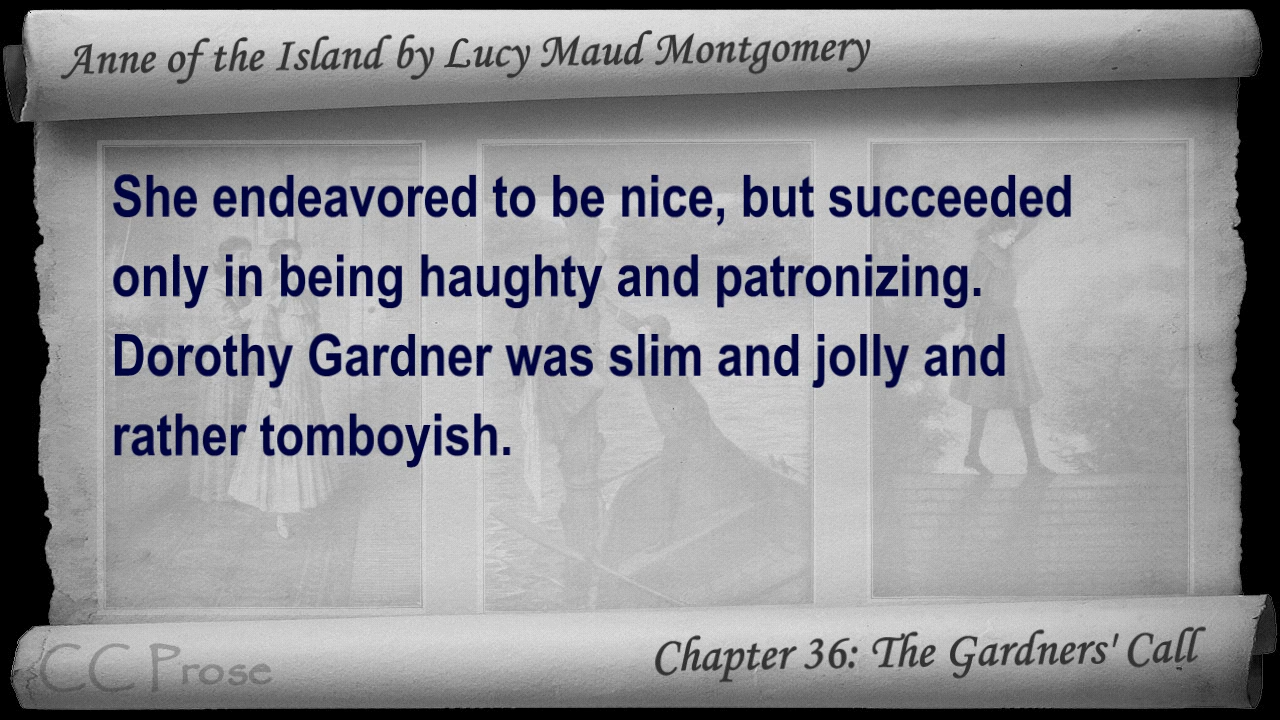 Anne of the Island by Lucy Maud Montgomery
She endeavored to be nice, but succeeded
only in being haughty and patronizing.
Dorothy Gardner was slim and jolly and
rather tomboyish.
CC Prose
Chapter 36: The Gardners' Call